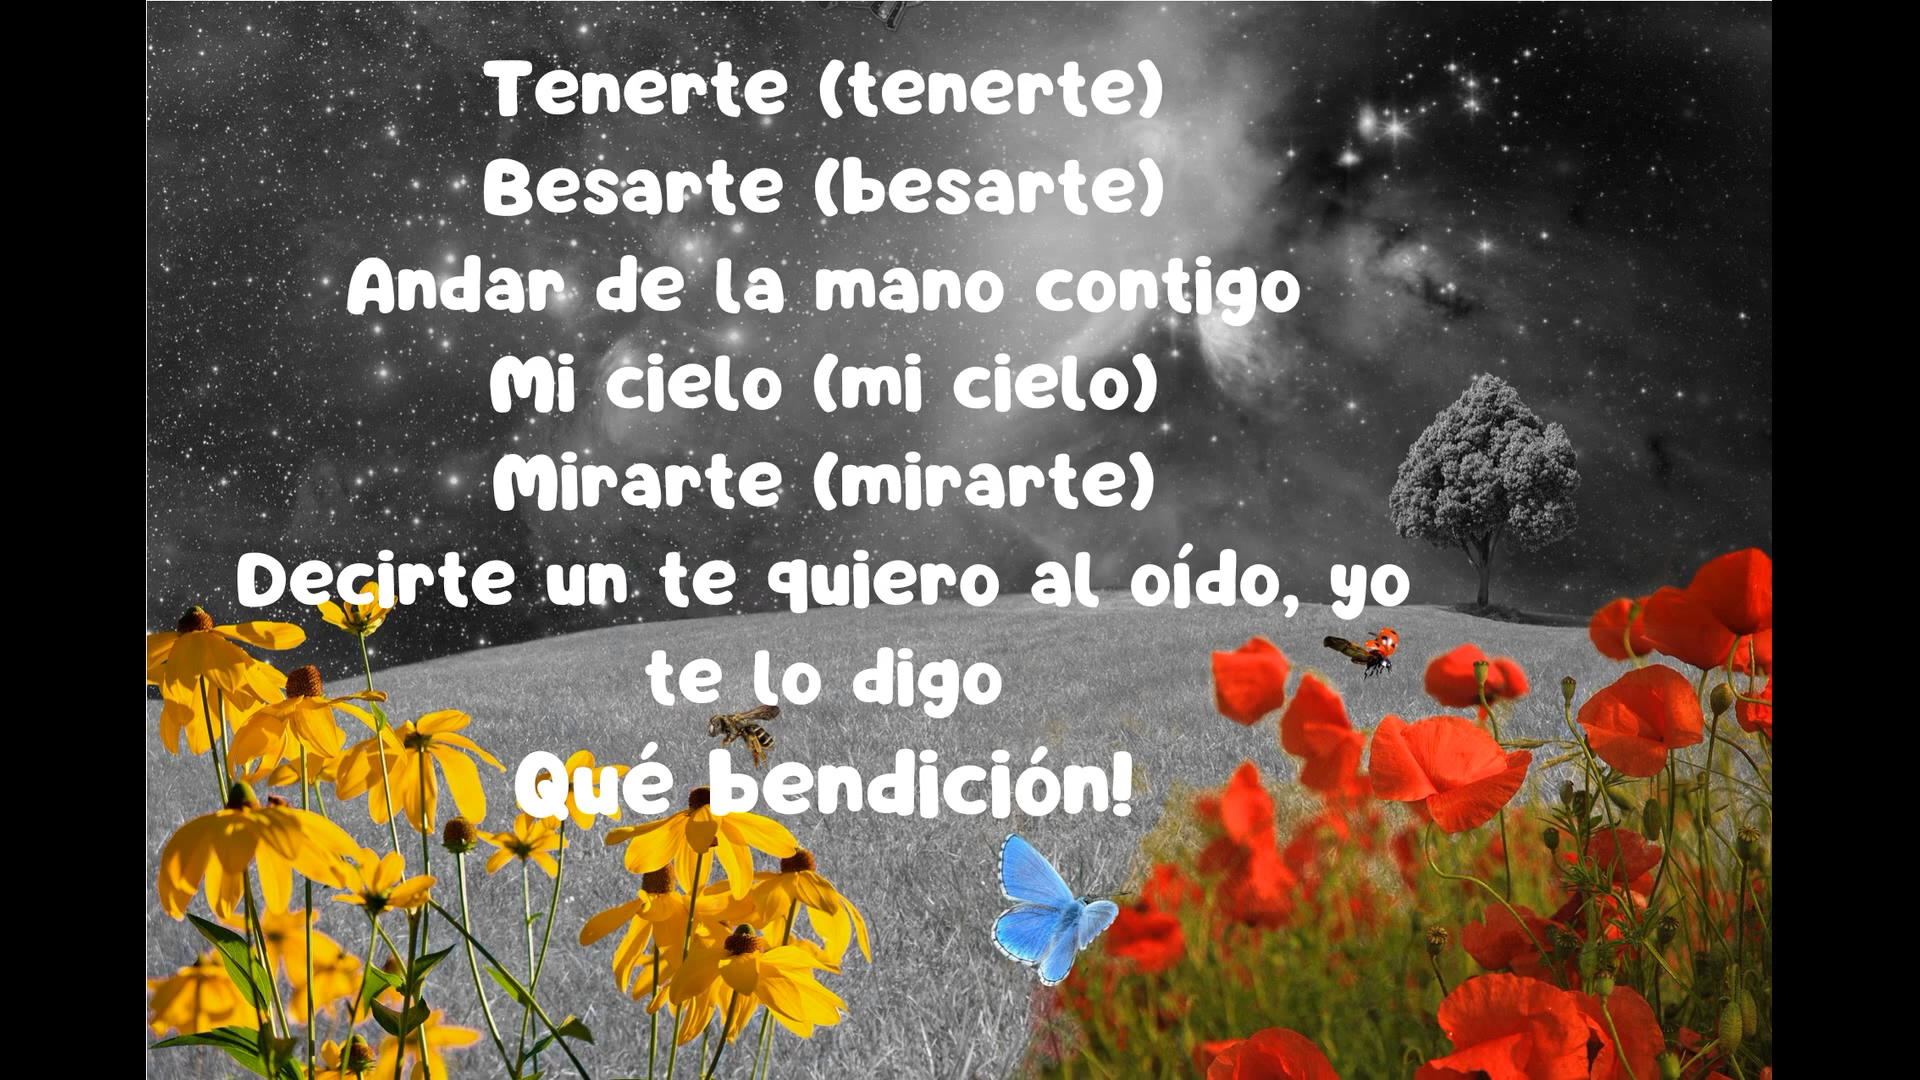 Tenerte (tenerte)
Besarte (besarte)
Andar de la mano contigo
Mi cielo (mi cielo)
Mirarte (mirarte)
Decirte un te quiero al oído, yo
te lo digo
Qué bendición!